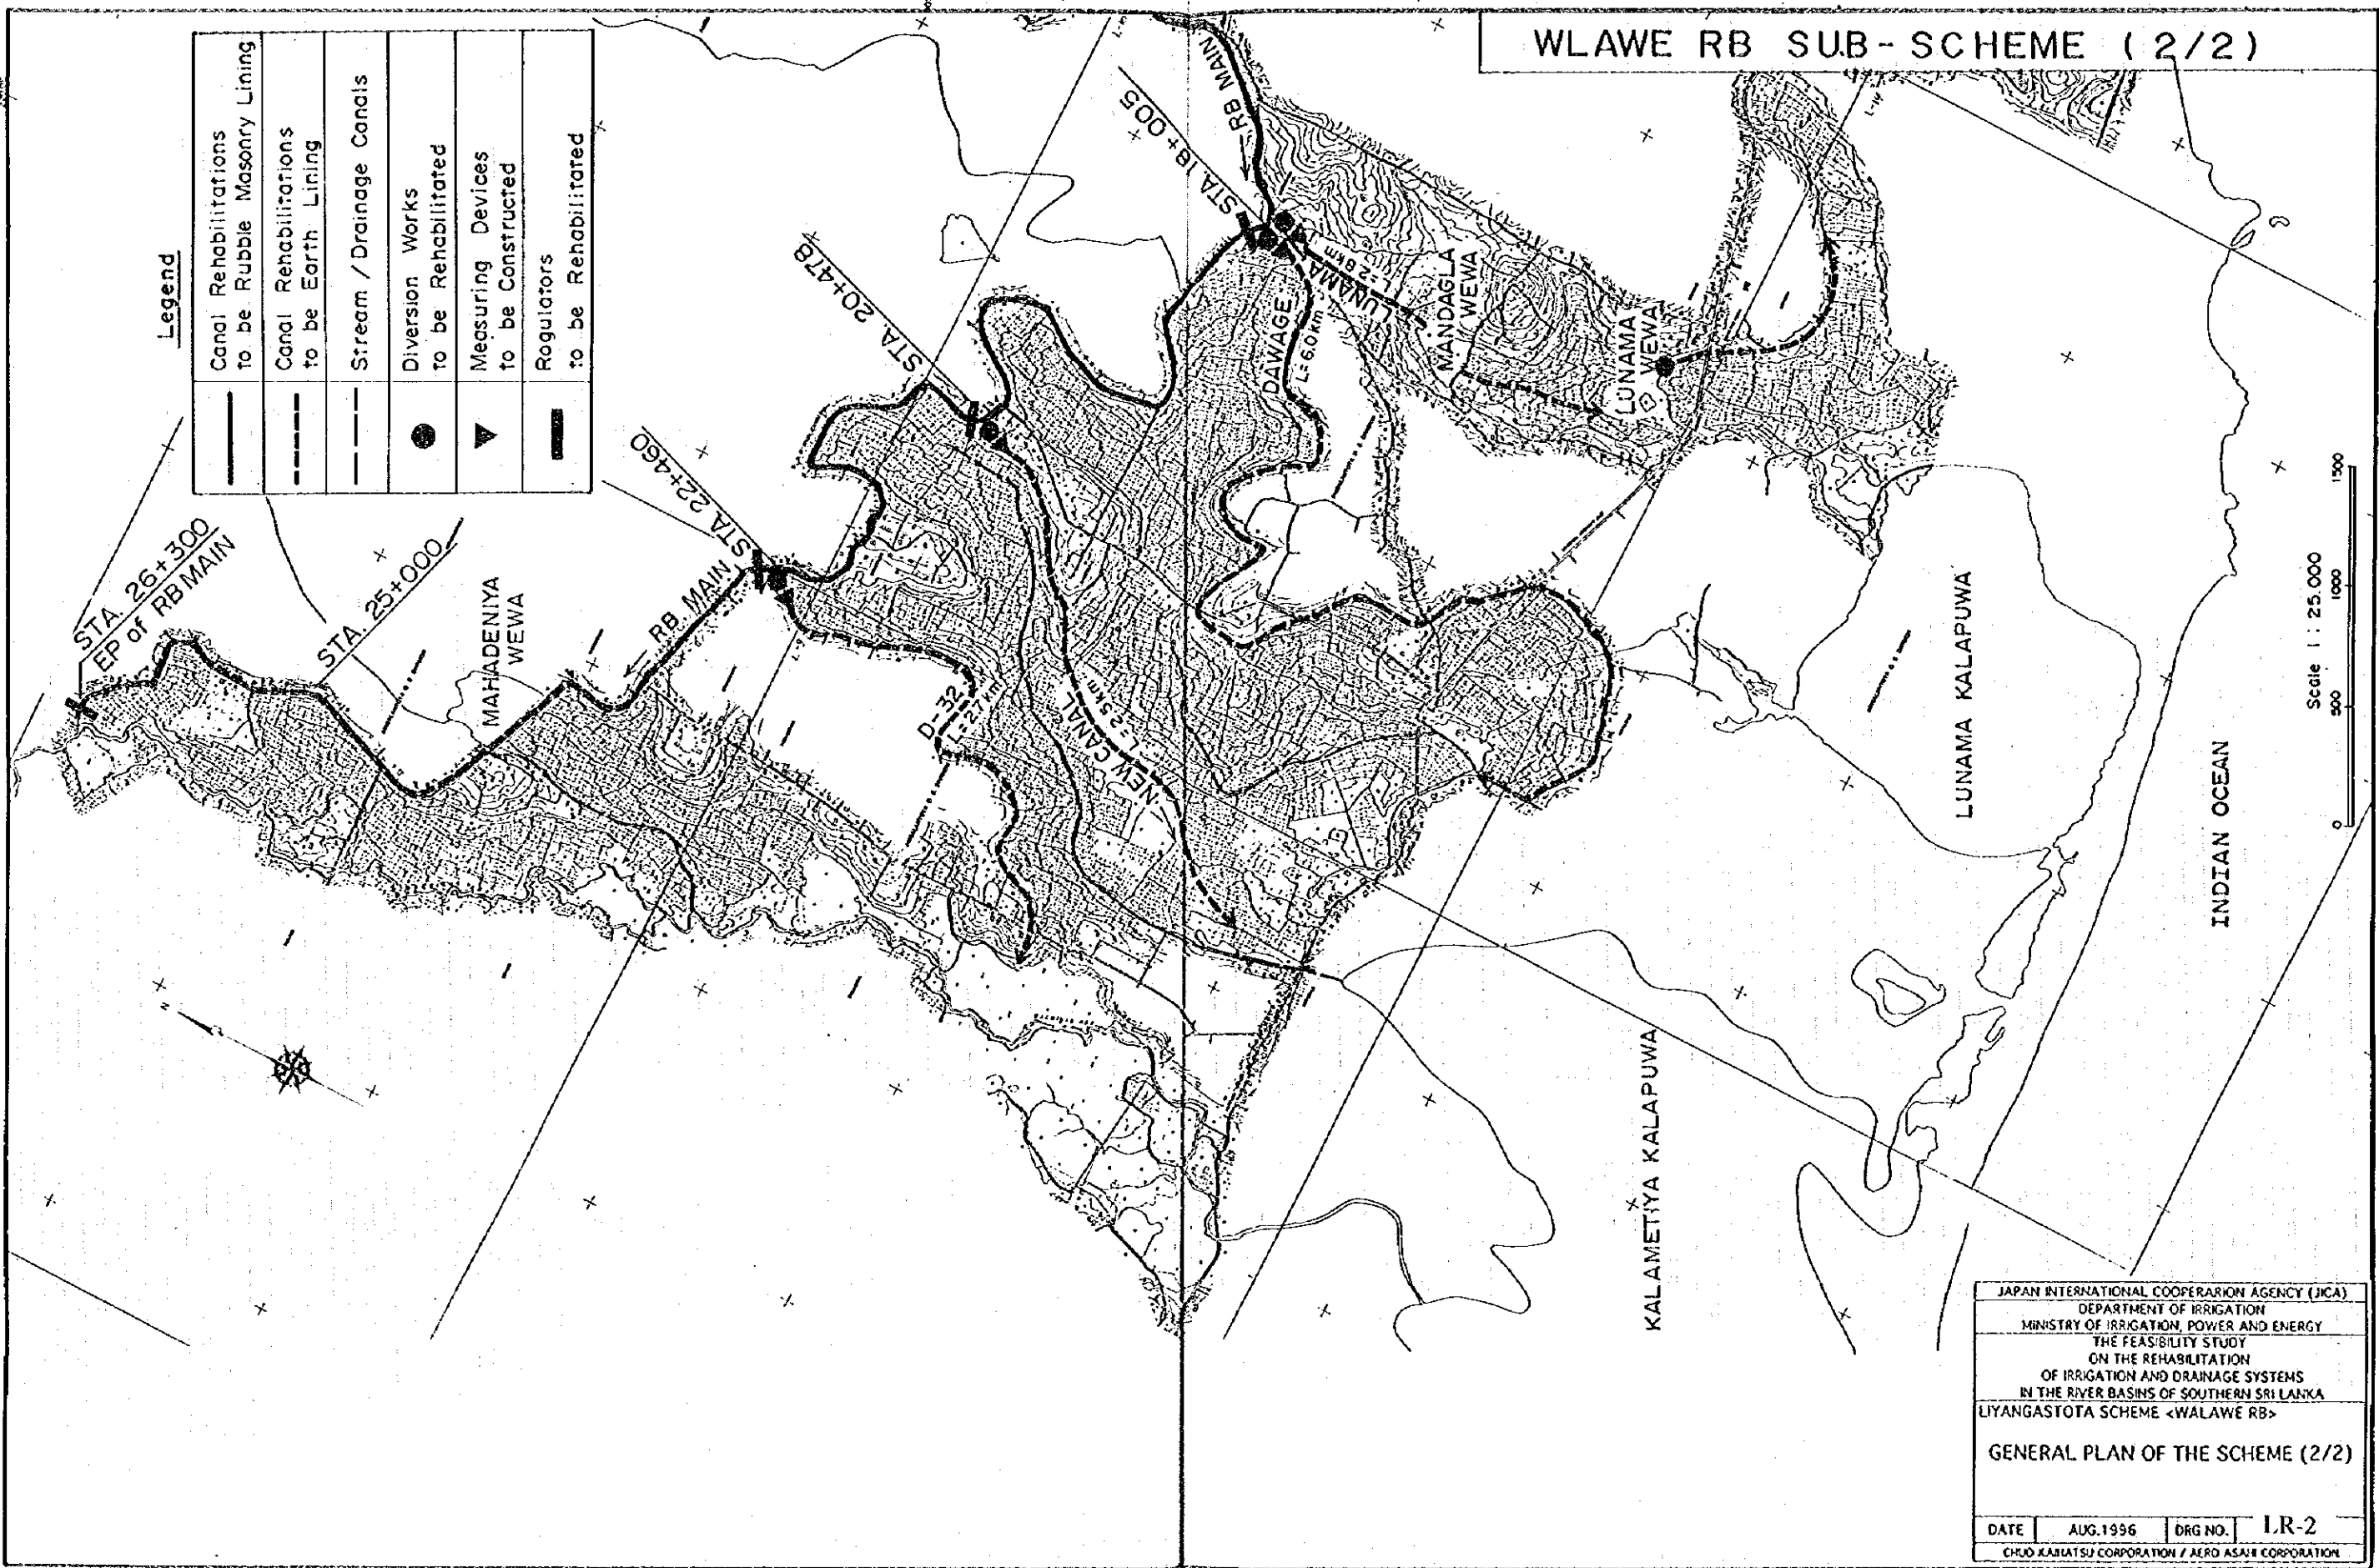 WLAWE RB SUB-SCHEME (2/2)
Legend
Canal Rehabilitations
to be Rubble Masonry Lining
Canal Rehabilitations
to be Earth Lining
Stream / Drainage Canals
Diversion Works
to be Rehabilitated
Measuring Devices
to be Constructed
Rogulators
to be Rehabilitated
STA. 26+300
EP of RB MAIN
STA. 25+000
MAHADENIYA
WEWA
RB MAIN
STA 22+460
STA. 20+478
STA 18+005
RB MAIN
D-32
L=2.7km
NEW CANAL
L=2.5km
DAWAGE
L=6.0km
LUNAMA
L=2.8km
MANDAGLA
WEWA
LUNAMA
WEWA
LUNAMA KALAPUWA
KALAMETIYA KALAPUWA
INDIAN OCEAN
Scale 1 : 25.000
0 500 1000 1500
N
JAPAN INTERNATIONAL COOPERARION AGENCY (JICA)
DEPARTMENT OF IRRIGATION
MINISTRY OF IRRIGATION, POWER AND ENERGY
THE FEASIBILITY STUDY
ON THE REHABILITATION
OF IRRIGATION AND DRAINAGE SYSTEMS
IN THE RIVER BASINS OF SOUTHERN SRI LANKA
LIYANGASTOTA SCHEME <WALAWE RB>
GENERAL PLAN OF THE SCHEME (2/2)
DATE AUG.1996 DRG NO. LR-2
CHUO KAIHATSU CORPORATION / AERO ASAHI CORPORATION